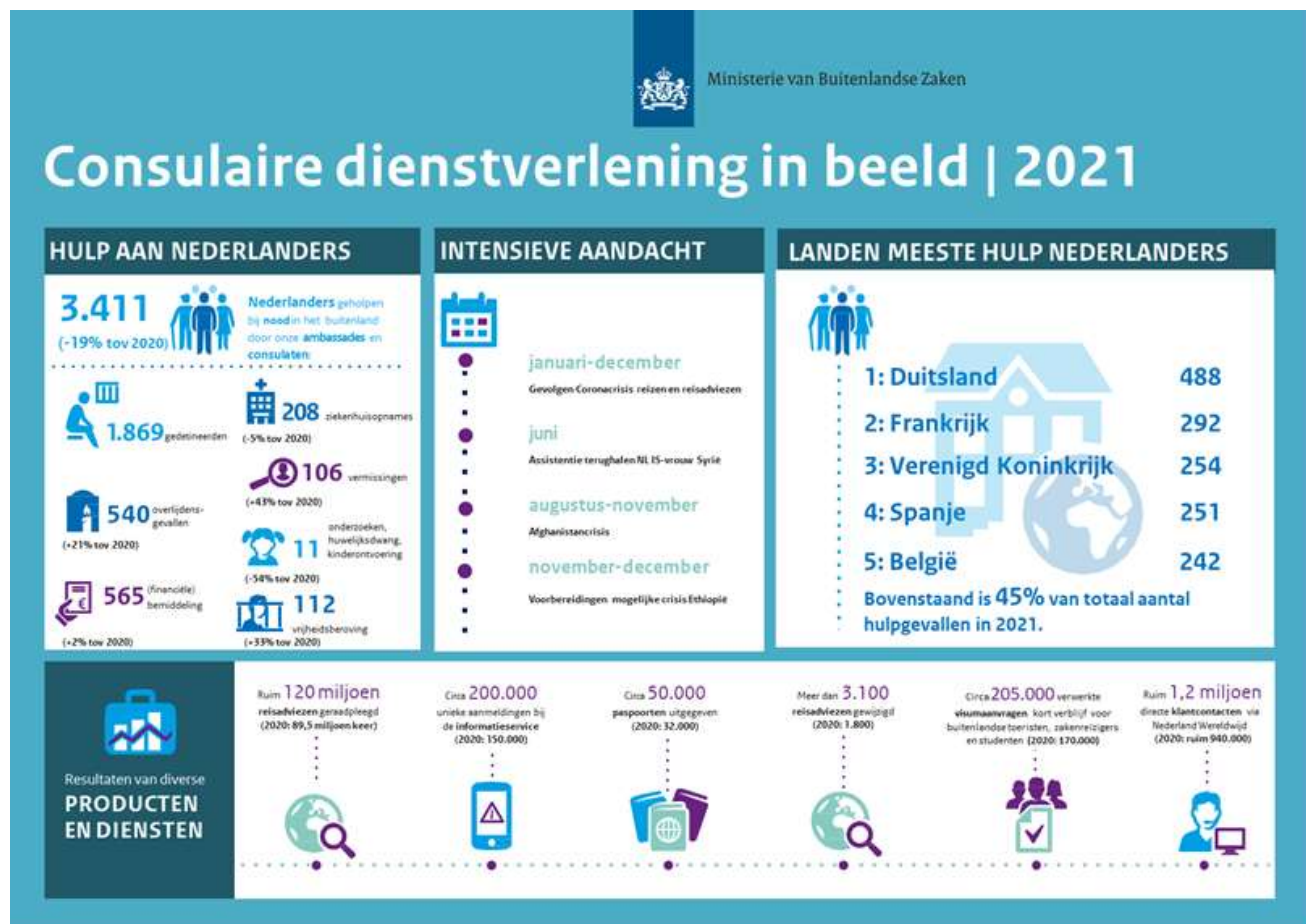 Ministerie van Buitenlandse Zaken
Consulaire dienstverlening in beeld | 2021
HULP AAN NEDERLANDERS
3.411
(-19% tov 2020)
Nederlanders geholpen
bij nood in het buitenland
door onze ambassades en
consulaten:
1.869 gedetineerden
208 ziekenhuisopnames
(-5% tov 2020)
106 vermissingen
(+43% tov 2020)
540 overlijdens-
gevallen
(+21% tov 2020)
11 onderzoeken,
huwelijksdwang,
kinderontvoering
(-54% tov 2020)
565 (financiële)
bemiddeling
(+2% tov 2020)
112
vrijheidsberoving
(+33% tov 2020)
INTENSIEVE AANDACHT
januari-december
Gevolgen Coronacrisis reizen en reisadviezen
juni
Assistentie terughalen NL IS-vrouw Syrië
augustus-november
Afghanistancrisis
november-december
Voorbereidingen mogelijke crisis Ethiopië
LANDEN MEESTE HULP NEDERLANDERS
1: Duitsland 488
2: Frankrijk 292
3: Verenigd Koninkrijk 254
4: Spanje 251
5: België 242
Bovenstaand is 45% van totaal aantal
hulpgevallen in 2021.
Resultaten van diverse
PRODUCTEN
EN DIENSTEN
Ruim 120 miljoen
reisadviezen geraadpleegd
(2020: 89,5 miljoen keer)
Circa 200.000
unieke aanmeldingen bij
de informatieservice
(2020: 150.000)
Circa 50.000
paspoorten uitgegeven
(2020: 32.000)
Meer dan 3.100
reisadviezen gewijzigd
(2020: 1.800)
Circa 205.000 verwerkte
visumaanvragen kort verblijf voor
buitenlandse toeristen, zakenreizigers
en studenten (2020: 170.000)
Ruim 1,2 miljoen
directe klantcontacten via
Nederland Wereldwijd
(2020: ruim 940.000)